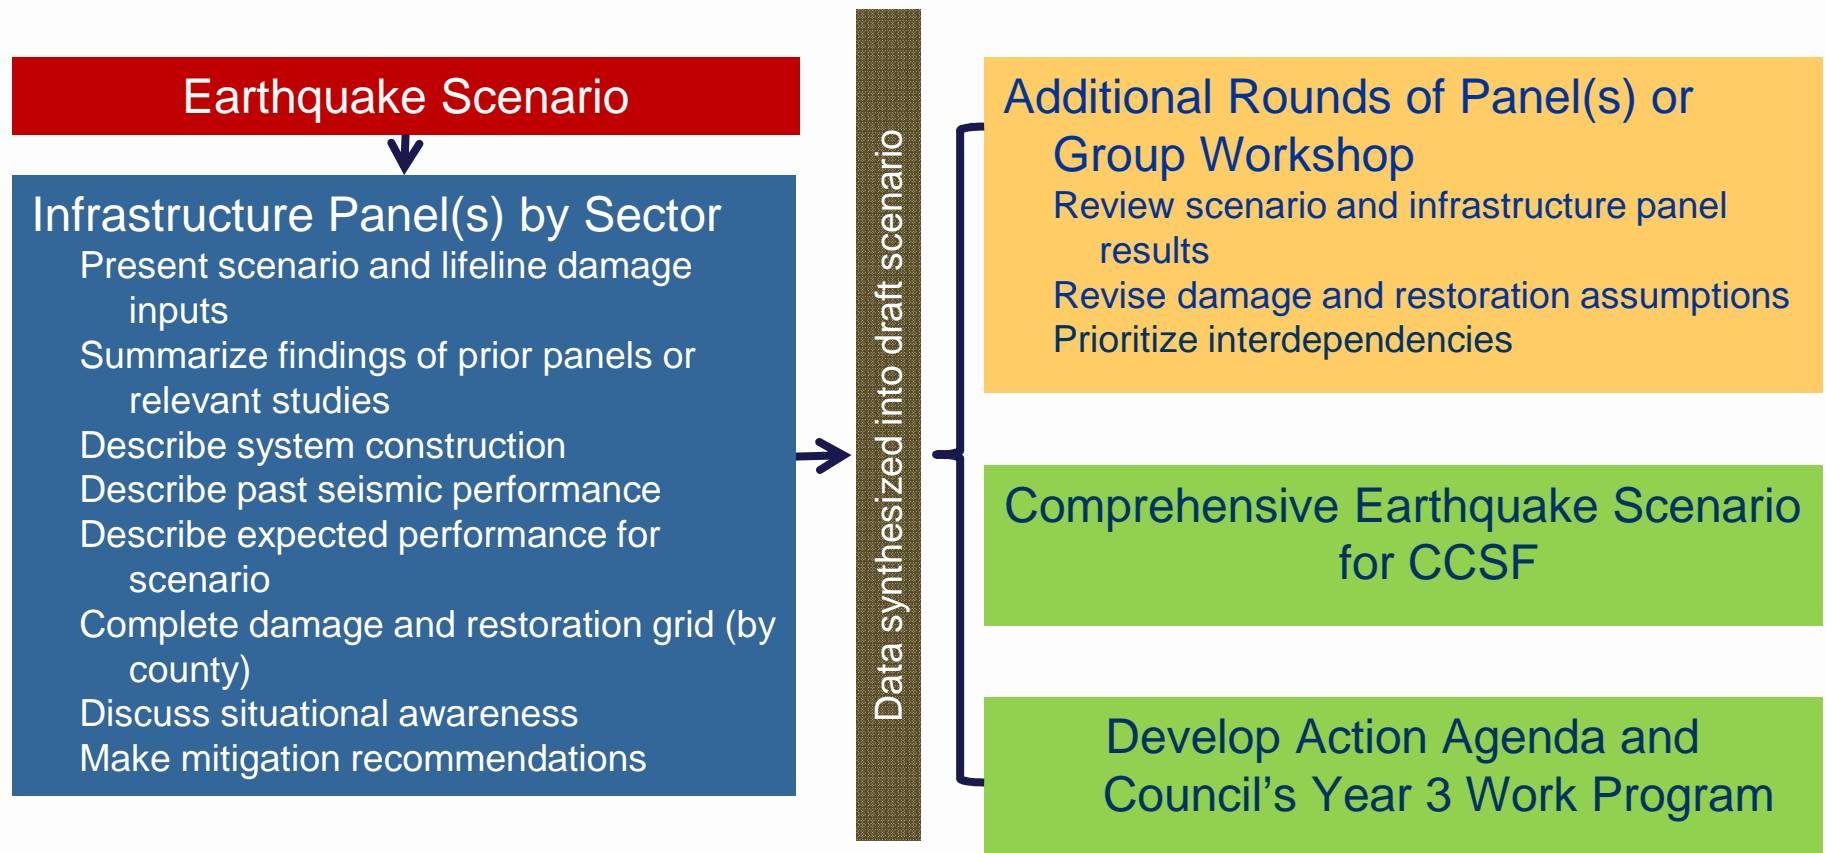 Earthquake Scenario
Infrastructure Panel(s) by Sector
Present scenario and lifeline damage
inputs
Summarize findings of prior panels or
relevant studies
Describe system construction
Describe past seismic performance
Describe expected performance for
scenario
Complete damage and restoration grid (by
county)
Discuss situational awareness
Make mitigation recommendations
Data synthesized into draft scenario
Additional Rounds of Panel(s) or
Group Workshop
Review scenario and infrastructure panel
results
Revise damage and restoration assumptions
Prioritize interdependencies
Comprehensive Earthquake Scenario
for CCSF
Develop Action Agenda and
Council’s Year 3 Work Program